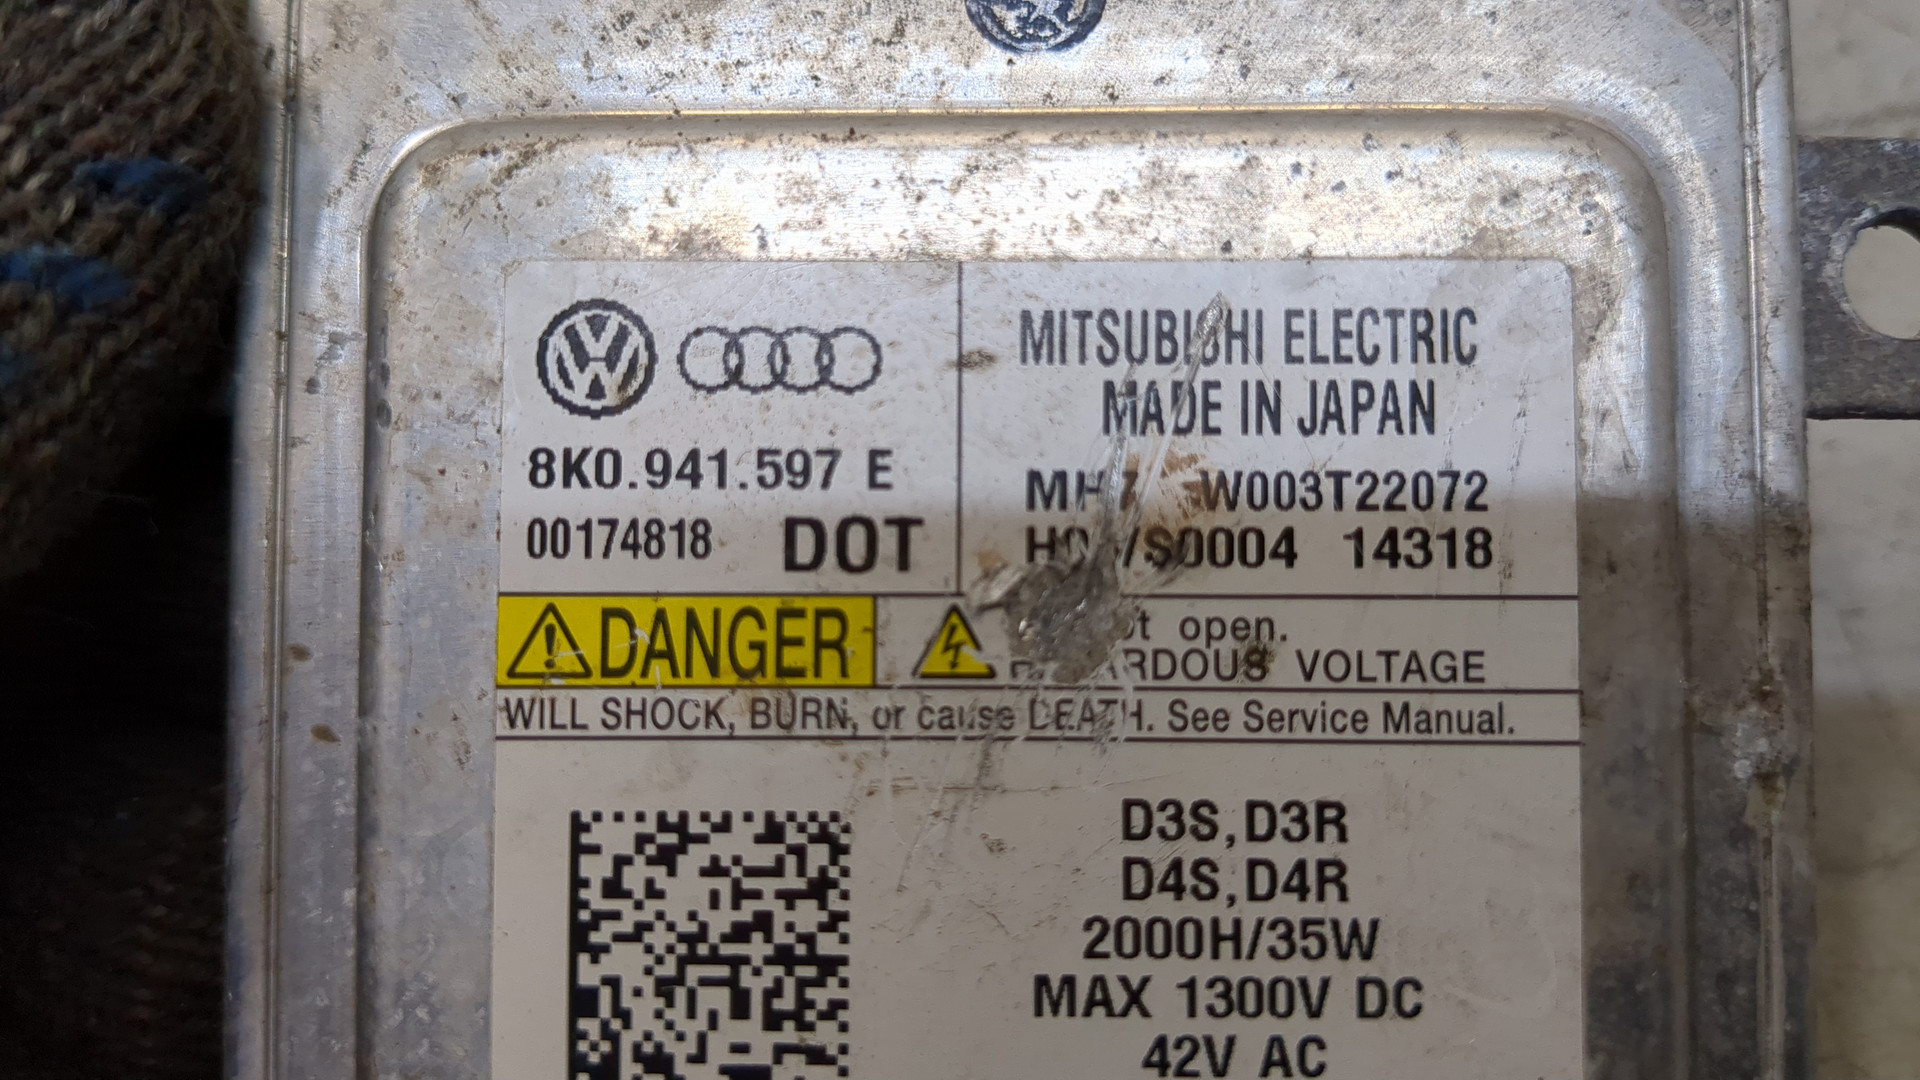 8K0.941.597 E
00174818 DOT
MITSUBISHI ELECTRIC
MADE IN JAPAN
W003T22072
14318
DANGER
open.
VOLTAGE
WILL SHOCK, BURN, or cause DEATH. See Service Manual.
D3S,D3R
D4S,D4R
2000H/35W
MAX 1300V DC
42V AC